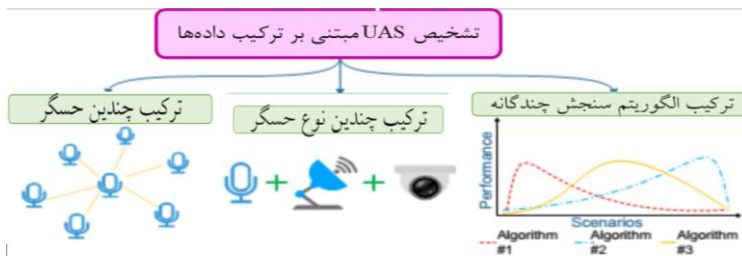 تشخیص UAS مبتنی بر ترکیب داده‌ها
ترکیب الگوریتم سنجش چندگانه
ترکیب چندین نوع حسگر
ترکیب چندین حسگر
Performance
Scenarios
Algorithm #1
Algorithm #2
Algorithm #3